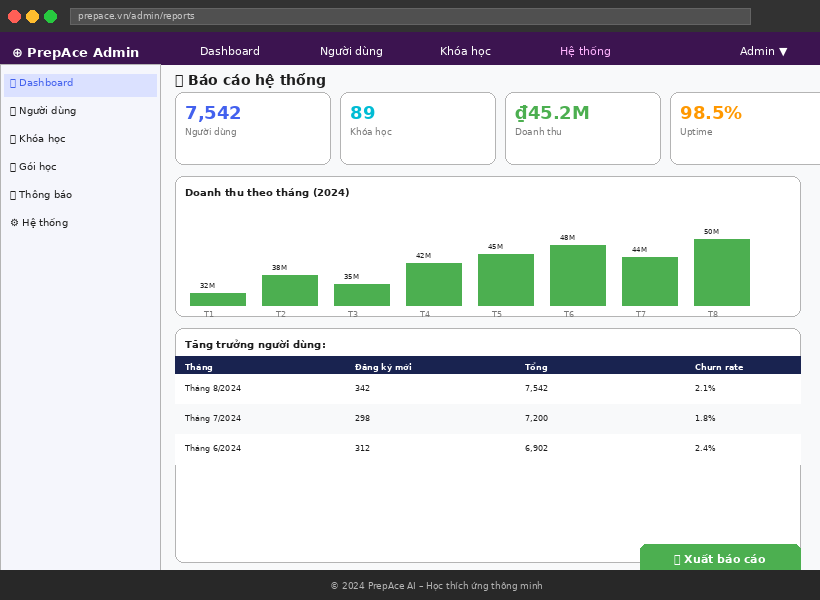 prepace.vn/admin/reports
⊕ PrepAce Admin
Dashboard
Người dùng
Khóa học
Hệ thống
Admin ▼
Dashboard
Người dùng
Khóa học
Gói học
Thông báo
⚙ Hệ thống
Báo cáo hệ thống
7,542
Người dùng
89
Khóa học
₫45.2M
Doanh thu
98.5%
Uptime
Doanh thu theo tháng (2024)
32M
38M
35M
42M
45M
48M
44M
50M
T1
T2
T3
T4
T5
T6
T7
T8
Tăng trưởng người dùng:
Tháng Đăng ký mới Tổng Churn rate
Tháng 8/2024 342 7,542 2.1%
Tháng 7/2024 298 7,200 1.8%
Tháng 6/2024 312 6,902 2.4%
Xuất báo cáo
© 2024 PrepAce AI – Học thích ứng thông minh